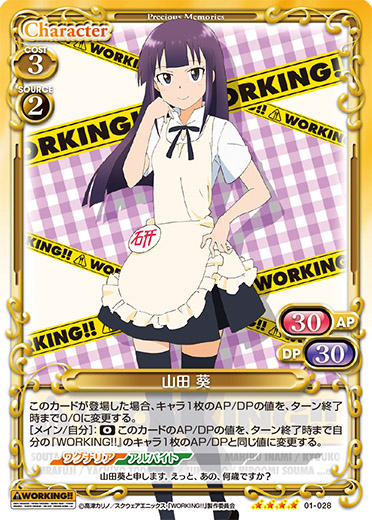 Precious Memories
Character
COST
3
SOURCE
2
WORKING!!
WORKING!!
WORKING!!
WORKING!!
WORKING!!
研
30 AP
DP 30
山田 葵
このカードが登場した場合、キャラ1枚のAP/DPの値を、ターン終了
時まで0/0に変更する。
[メイン/自分]:このカードのAP/DPの値を、ターン終了時まで自
分の『WORKING!!』のキャラ1枚のAP/DPと同じ値に変更する。
ワグナリア アルバイト
山田葵と申します。えっと、あの、何歳ですか?
WORKING!!
©高津カリノ/スクウェアエニックス・「WORKING!!」製作委員会
★★★★★ 01-028